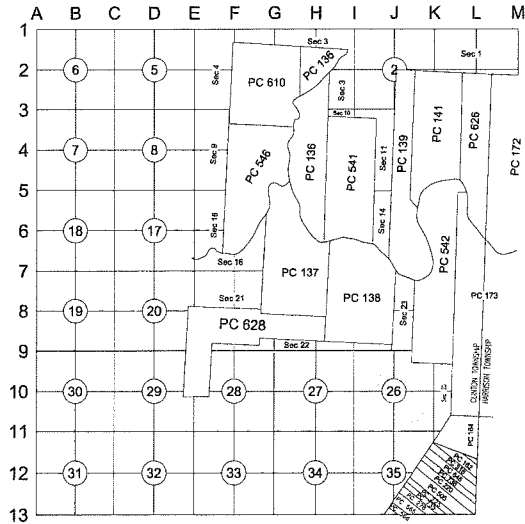 A B C D E F G H I J K L M
1
Sec 3
Sec 1
2
6
5
Sec 4
PC 136
2
PC 610
Sec 3
PC 141
PC 626
3
Sec 10
4
7
8
Sec 9
PC 546
PC 136
PC 541
Sec 11
PC 139
PC 172
5
Sec 14
6
18
17
Sec 16
Sec 16
PC 542
7
PC 137
PC 138
Sec 21
Sec 23
PC 173
8
19
20
PC 628
Sec 22
9
CLINTON TOWNSHIP
HARRISON TOWNSHIP
10
30
29
28
27
26
11
PC 184
12
31
32
33
34
35
PC 182
13